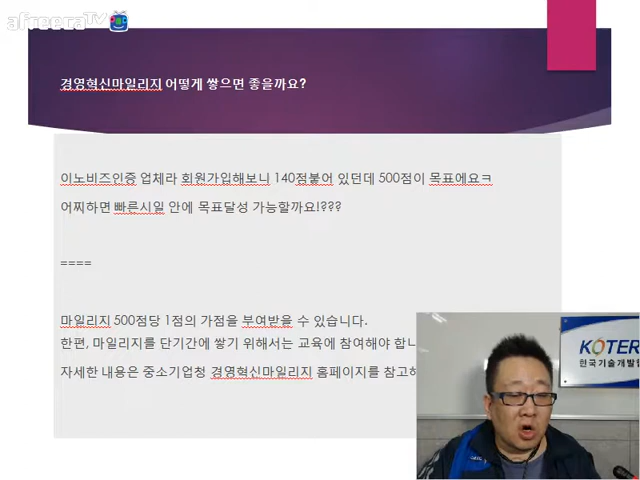 afreecaTV
경영혁신마일리지 어떻게 쌓으면 좋을까요?
이노비즈인증 업체라 회원가입해보니 140정붙어 있던데 500점이 목표에요ㅋ
어찌하면 빠른시일 안에 목표달성 가능할까요!???
====
마일리지 500점당 1점의 가점을 부여받을 수 있습니다.
한편, 마일리지를 단기간에 쌓기 위해서는 교육에 참여해야 합니
자세한 내용은 중소기업청 경영혁신마일리지 홈페이지를 참고하
KOTER
한국기술개발